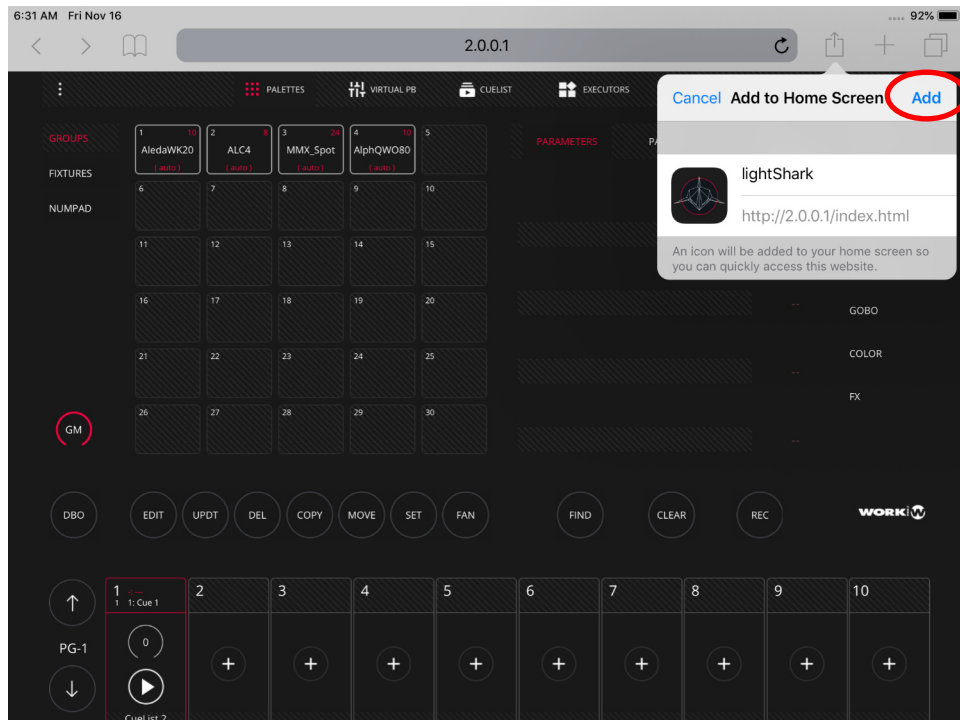 6:31 AM Fri Nov 16 92%
2.0.0.1
PALETTES VIRTUAL PB CUELIST EXECUTORS
Cancel Add to Home Screen Add
lightShark
http://2.0.0.1/index.html
An icon will be added to your home screen so
you can quickly access this website.
GROUPS
FIXTURES
NUMPAD
1 10 2 8 3 24 4 10 5
AledaWK20 ALC4 MMX_Spot AlphQWO80
( auto ) ( auto ) ( auto ) ( auto )
6 7 8 9 10
11 12 13 14 15
16 17 18 19 20
21 22 23 24 25
26 27 28 29 30
PARAMETERS PA
--
GOBO
COLOR
--
FX
--
GM
DBO EDIT UPDT DEL COPY MOVE SET FAN FIND CLEAR REC WORK
1 -: -- 2 3 4 5 6 7 8 9 10
1 1: Cue 1
PG-1
0
+ + + + + + + + +
CueList 2